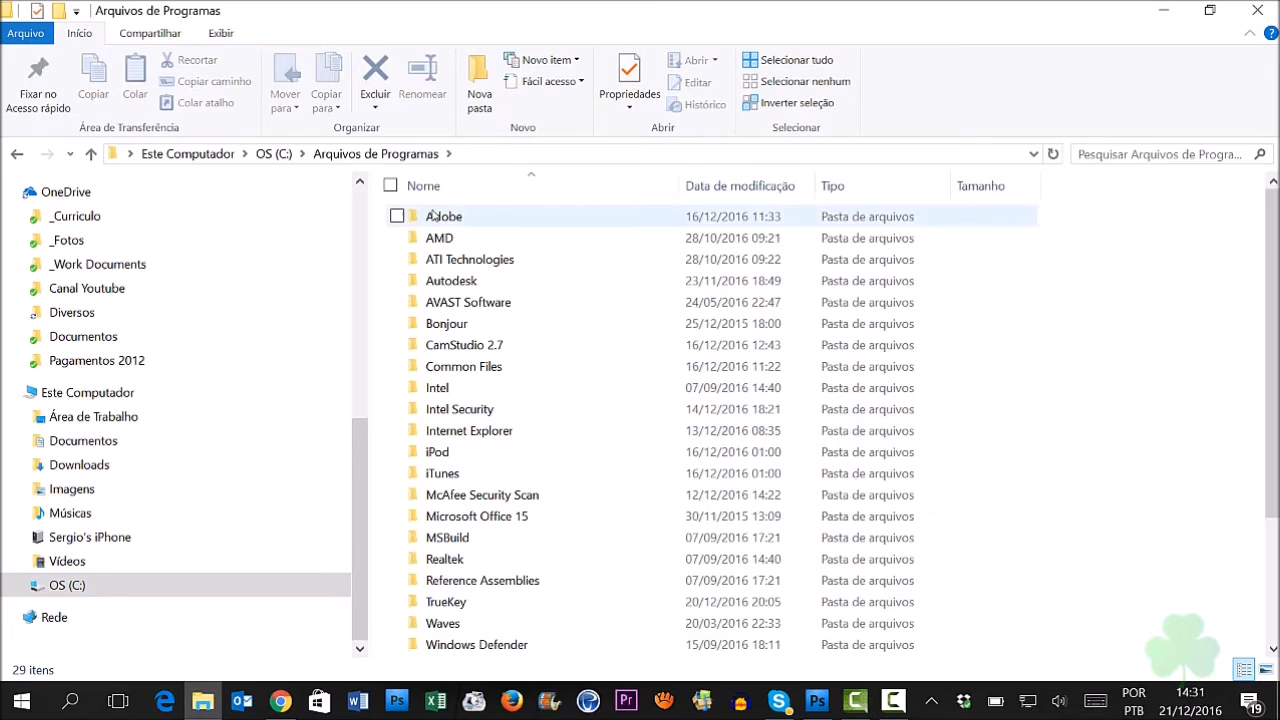 Arquivos de Programas
Arquivo Início Compartilhar Exibir
Fixar no Acesso rápido
Copiar
Colar
Recortar
Copiar caminho
Colar atalho
Área de Transferência
Mover para
Copiar para
Excluir
Renomear
Organizar
Nova pasta
Novo item
Fácil acesso
Novo
Propriedades
Abrir
Editar
Histórico
Abrir
Selecionar tudo
Selecionar nenhum
Inverter seleção
Selecionar
Este Computador OS (C:) Arquivos de Programas
Pesquisar Arquivos de Progra...
OneDrive
_Curriculo
_Fotos
_Work Documents
Canal Youtube
Diversos
Documentos
Pagamentos 2012
Este Computador
Área de Trabalho
Documentos
Downloads
Imagens
Músicas
Sergio's iPhone
Vídeos
OS (C:)
Rede
Nome Data de modificação Tipo Tamanho
Adobe 16/12/2016 11:33 Pasta de arquivos
AMD 28/10/2016 09:21 Pasta de arquivos
ATI Technologies 28/10/2016 09:22 Pasta de arquivos
Autodesk 23/11/2016 18:49 Pasta de arquivos
AVAST Software 24/05/2016 22:47 Pasta de arquivos
Bonjour 25/12/2015 18:00 Pasta de arquivos
CamStudio 2.7 16/12/2016 12:43 Pasta de arquivos
Common Files 16/12/2016 11:22 Pasta de arquivos
Intel 07/09/2016 14:40 Pasta de arquivos
Intel Security 14/12/2016 18:21 Pasta de arquivos
Internet Explorer 13/12/2016 08:35 Pasta de arquivos
iPod 16/12/2016 01:00 Pasta de arquivos
iTunes 16/12/2016 01:00 Pasta de arquivos
McAfee Security Scan 12/12/2016 14:22 Pasta de arquivos
Microsoft Office 15 30/11/2015 13:09 Pasta de arquivos
MSBuild 07/09/2016 17:21 Pasta de arquivos
Realtek 07/09/2016 14:40 Pasta de arquivos
Reference Assemblies 07/09/2016 17:21 Pasta de arquivos
TrueKey 20/12/2016 20:05 Pasta de arquivos
Waves 20/03/2016 22:33 Pasta de arquivos
Windows Defender 15/09/2016 18:11 Pasta de arquivos
29 itens
POR
PTB
14:31
21/12/2016
19